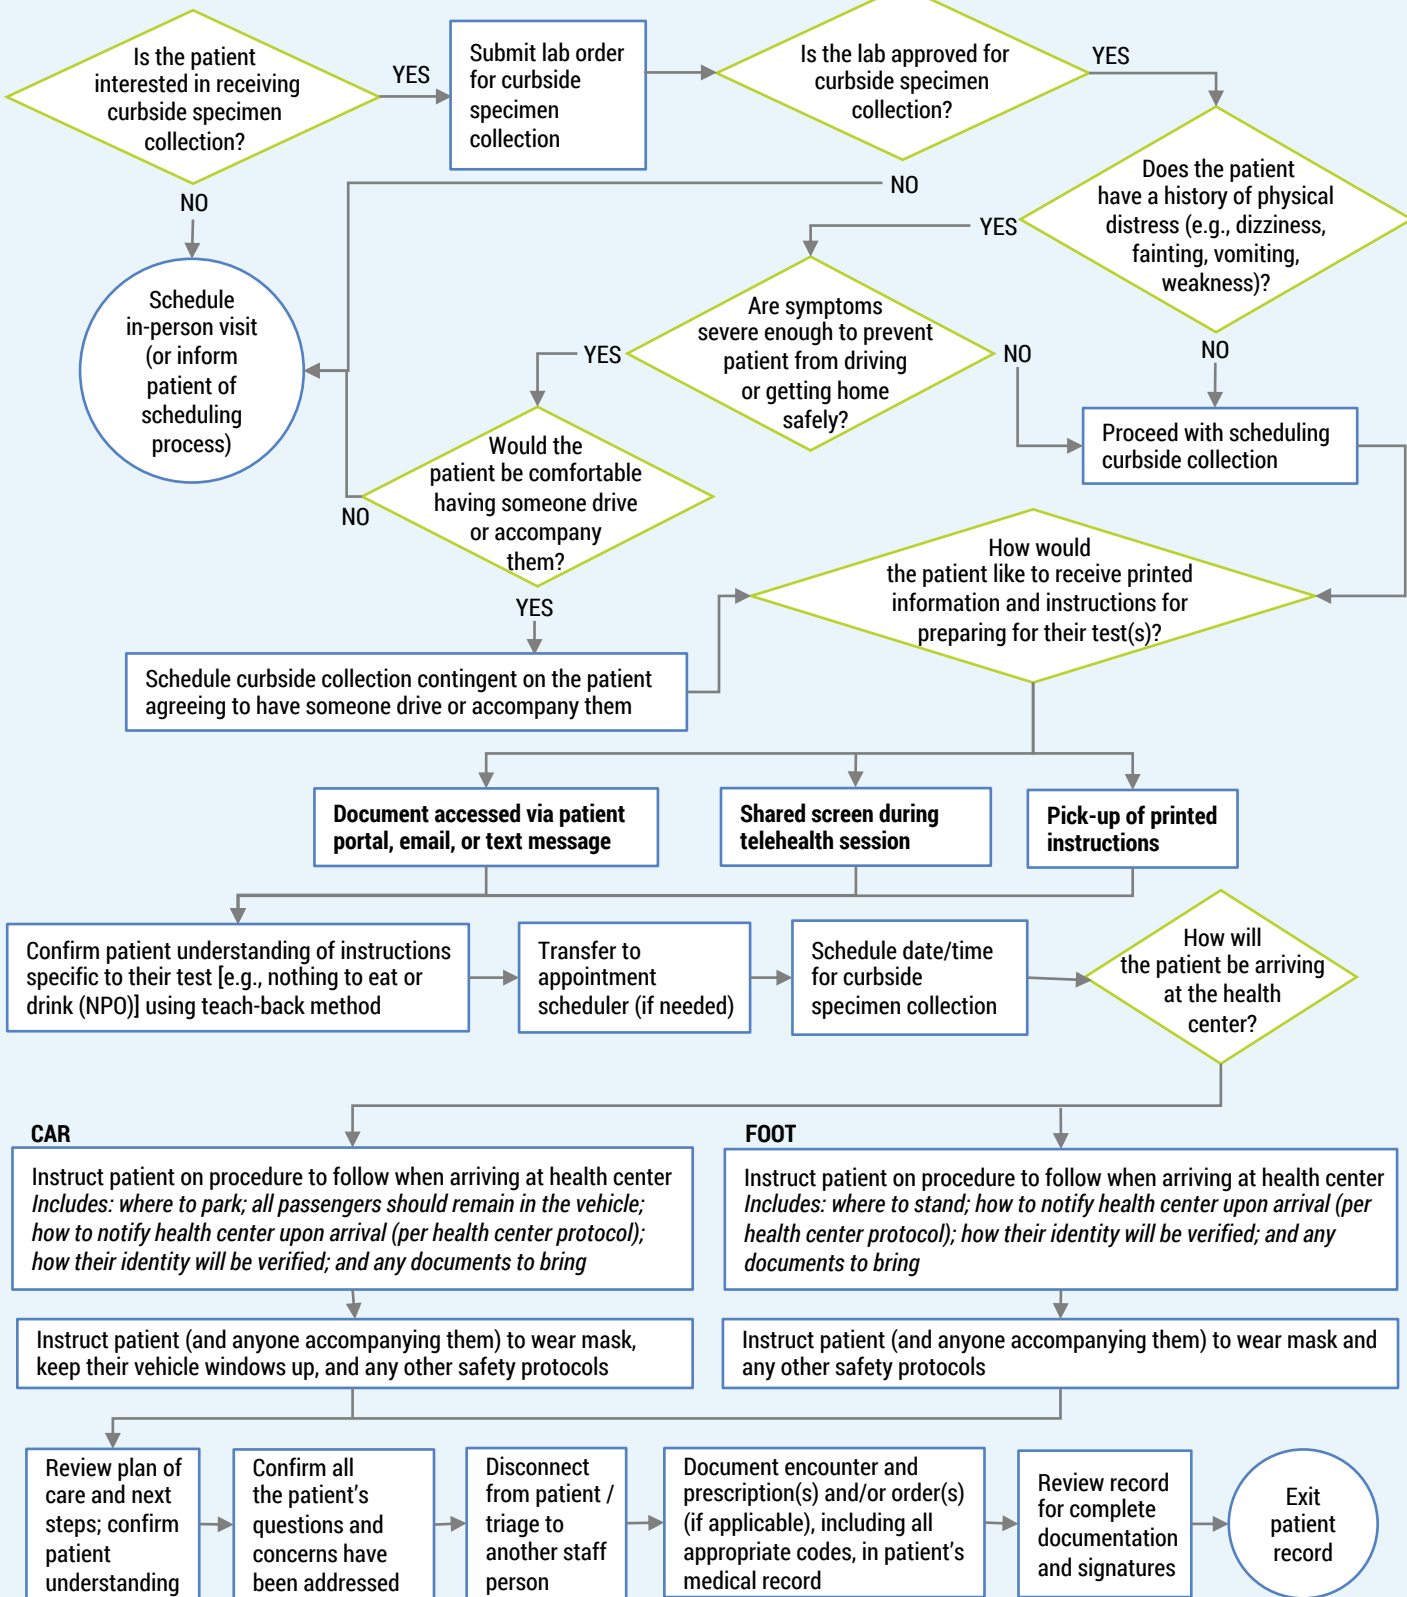 Is the patient
interested in receiving
curbside specimen
collection?
YES
Submit lab order
for curbside
specimen
collection
Is the lab approved for
curbside specimen
collection?
YES
NO
NO
Does the patient
have a history of physical
distress (e.g., dizziness,
fainting, vomiting,
weakness)?
YES
NO
Schedule
in-person visit
(or inform
patient of
scheduling
process)
Are symptoms
severe enough to prevent
patient from driving
or getting home
safely?
YES
NO
Proceed with scheduling
curbside collection
Would the
patient be comfortable
having someone drive
or accompany
them?
NO
YES
How would
the patient like to receive printed
information and instructions for
preparing for their test(s)?
Schedule curbside collection contingent on the patient
agreeing to have someone drive or accompany them
Document accessed via patient
portal, email, or text message
Shared screen during
telehealth session
Pick-up of printed
instructions
Confirm patient understanding of instructions
specific to their test [e.g., nothing to eat or
drink (NPO)] using teach-back method
Transfer to
appointment
scheduler (if needed)
Schedule date/time
for curbside
specimen collection
How will
the patient be arriving
at the health
center?
CAR
Instruct patient on procedure to follow when arriving at health center
Includes: where to park; all passengers should remain in the vehicle;
how to notify health center upon arrival (per health center protocol);
how their identity will be verified; and any documents to bring
FOOT
Instruct patient on procedure to follow when arriving at health center
Includes: where to stand; how to notify health center upon arrival (per
health center protocol); how their identity will be verified; and any
documents to bring
Instruct patient (and anyone accompanying them) to wear mask,
keep their vehicle windows up, and any other safety protocols
Instruct patient (and anyone accompanying them) to wear mask and
any other safety protocols
Review plan of
care and next
steps; confirm
patient
understanding
Confirm all
the patient's
questions and
concerns have
been addressed
Disconnect
from patient /
triage to
another staff
person
Document encounter and
prescription(s) and/or order(s)
(if applicable), including all
appropriate codes, in patient's
medical record
Review record
for complete
documentation
and signatures
Exit
patient
record